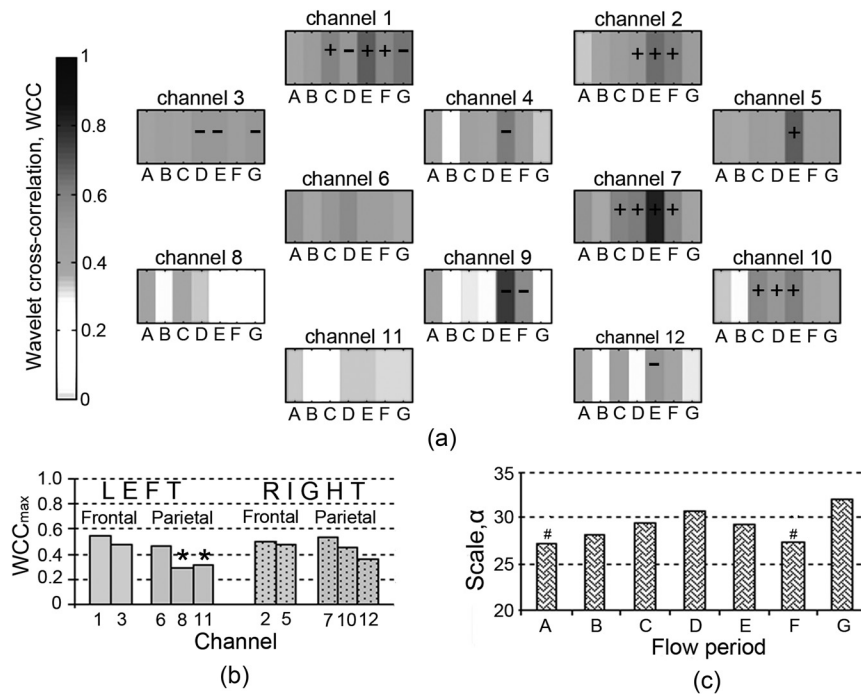 Wavelet cross-correlation, WCC
1
0.8
0.6
0.4
0.2
0
channel 1
+ − + + −
A B C D E F G
channel 2
+ + +
A B C D E F G
channel 3
− − −
A B C D E F G
channel 4
−
A B C D E F G
channel 5
+
A B C D E F G
channel 6
A B C D E F G
channel 7
+ + + +
A B C D E F G
channel 8
A B C D E F G
channel 9
− −
A B C D E F G
channel 10
+ + +
A B C D E F G
channel 11
A B C D E F G
channel 12
−
A B C D E F G
(a)
WCCmax
1.0
0.8
0.6
0.4
0.2
0
LEFT RIGHT
Frontal Parietal Frontal Parietal
* *
1 3 6 8 11 2 5 7 10 12
Channel
(b)
Scale,α
35
30
25
20
# #
A B C D E F G
Flow period
(c)